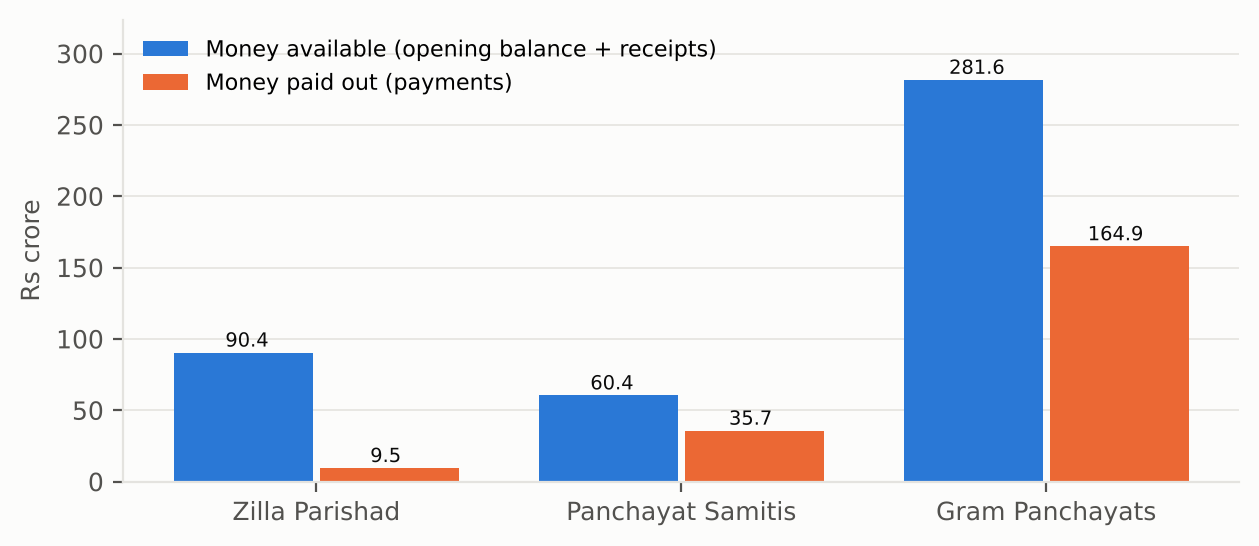 Money available (opening balance + receipts)
Money paid out (payments)
Rs crore
300
250
200
150
100
50
0
90.4
9.5
60.4
35.7
281.6
164.9
Zilla Parishad
Panchayat Samitis
Gram Panchayats